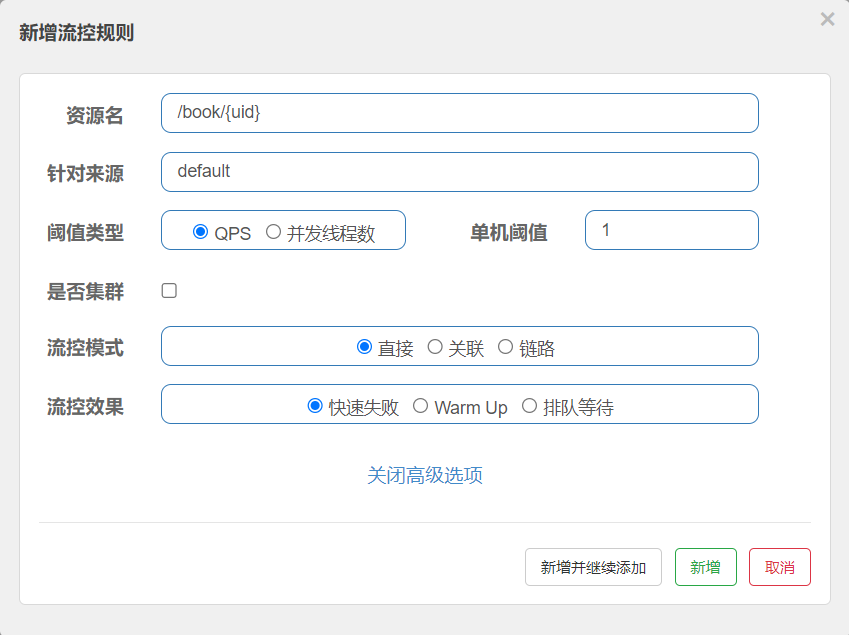 新增流控规则 ×
资源名 /book/{uid}
针对来源 default
阈值类型 QPS 并发线程数 单机阈值 1
是否集群
流控模式 直接 关联 链路
流控效果 快速失败 Warm Up 排队等待
关闭高级选项
新增并继续添加 新增 取消